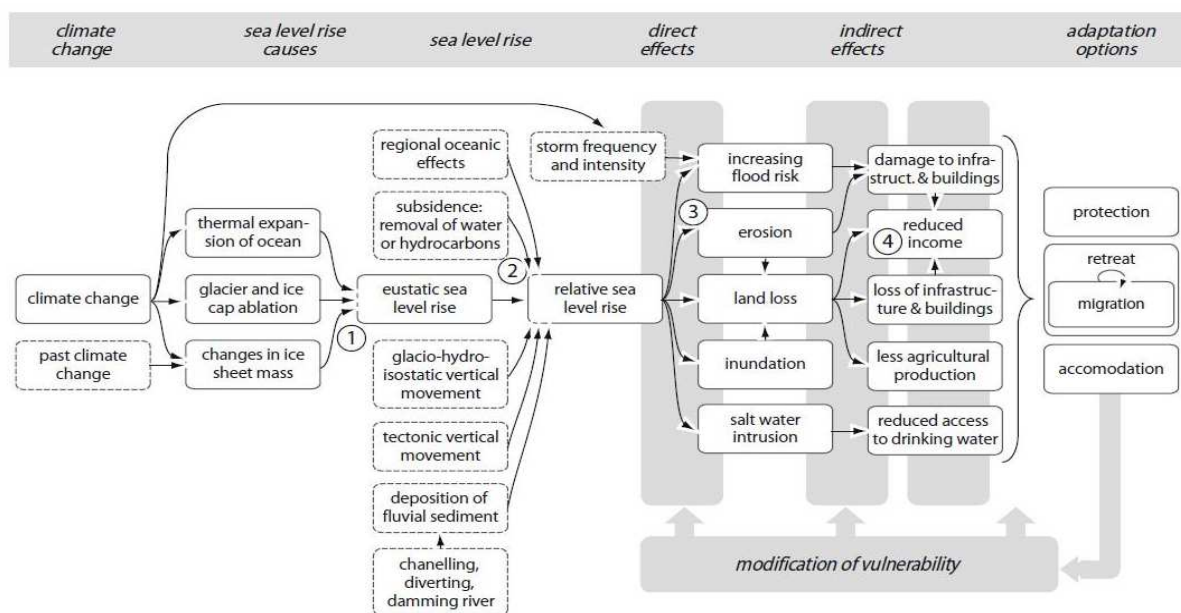 climate
change
sea level rise
causes
sea level rise
direct
effects
indirect
effects
adaptation
options
climate change
past climate
change
thermal expan-
sion of ocean
glacier and ice
cap ablation
changes in ice
sheet mass
1
eustatic sea
level rise
regional oceanic
effects
subsidence:
removal of water
or hydrocarbons
glacio-hydro-
isostatic vertical
movement
tectonic vertical
movement
deposition of
fluvial sediment
chanelling,
diverting,
damming river
2
storm frequency
and intensity
relative sea
level rise
3
increasing
flood risk
erosion
land loss
inundation
salt water
intrusion
damage to infra-
struct. & buildings
4
reduced
income
loss of infrastruc-
ture & buildings
less agricultural
production
reduced access
to drinking water
protection
retreat
migration
accomodation
modification of vulnerability